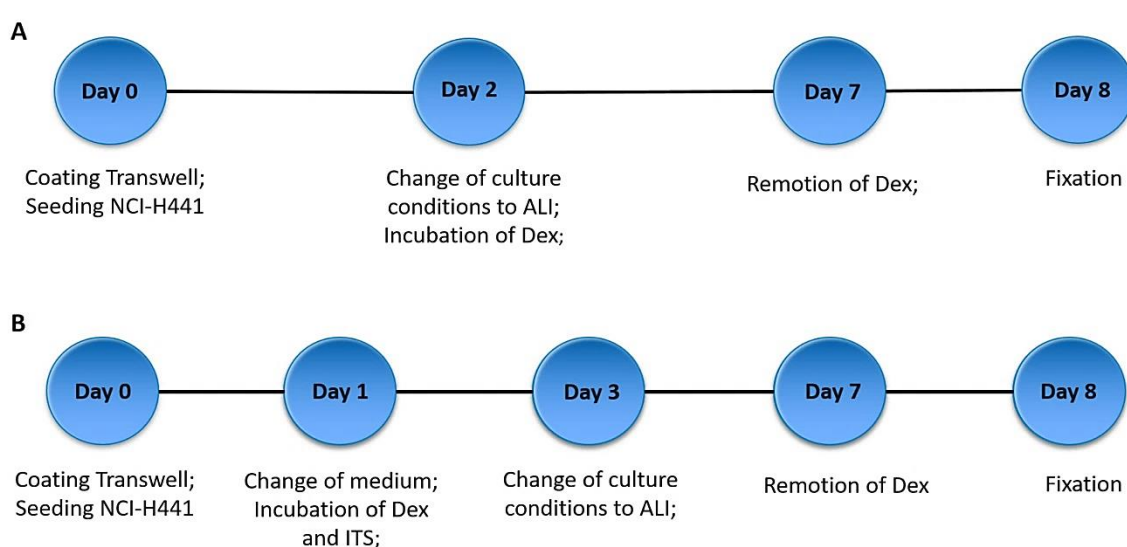 A
Day 0
Day 2
Day 7
Day 8
Coating Transwell;
Seeding NCI-H441
Change of culture
conditions to ALI;
Incubation of Dex;
Remotion of Dex;
Fixation
B
Day 0
Day 1
Day 3
Day 7
Day 8
Coating Transwell;
Seeding NCI-H441
Change of medium;
Incubation of Dex
and ITS;
Change of culture
conditions to ALI;
Remotion of Dex
Fixation